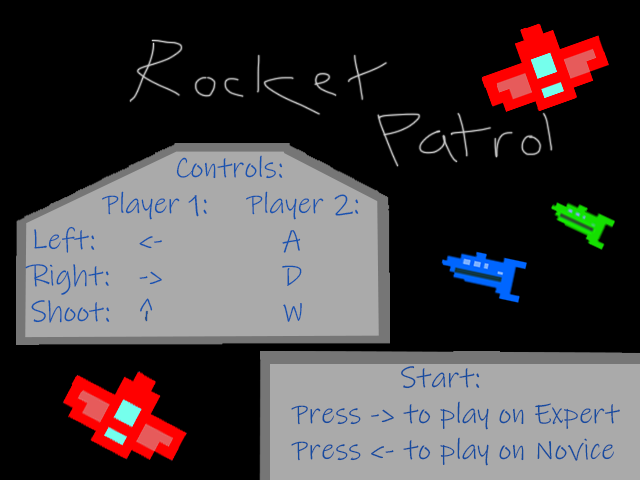 Rocket
Patrol
Controls:
Player 1: Player 2:
Left: <- A
Right: -> D
Shoot: ↑ W
Start:
Press -> to play on Expert
Press <- to play on Novice